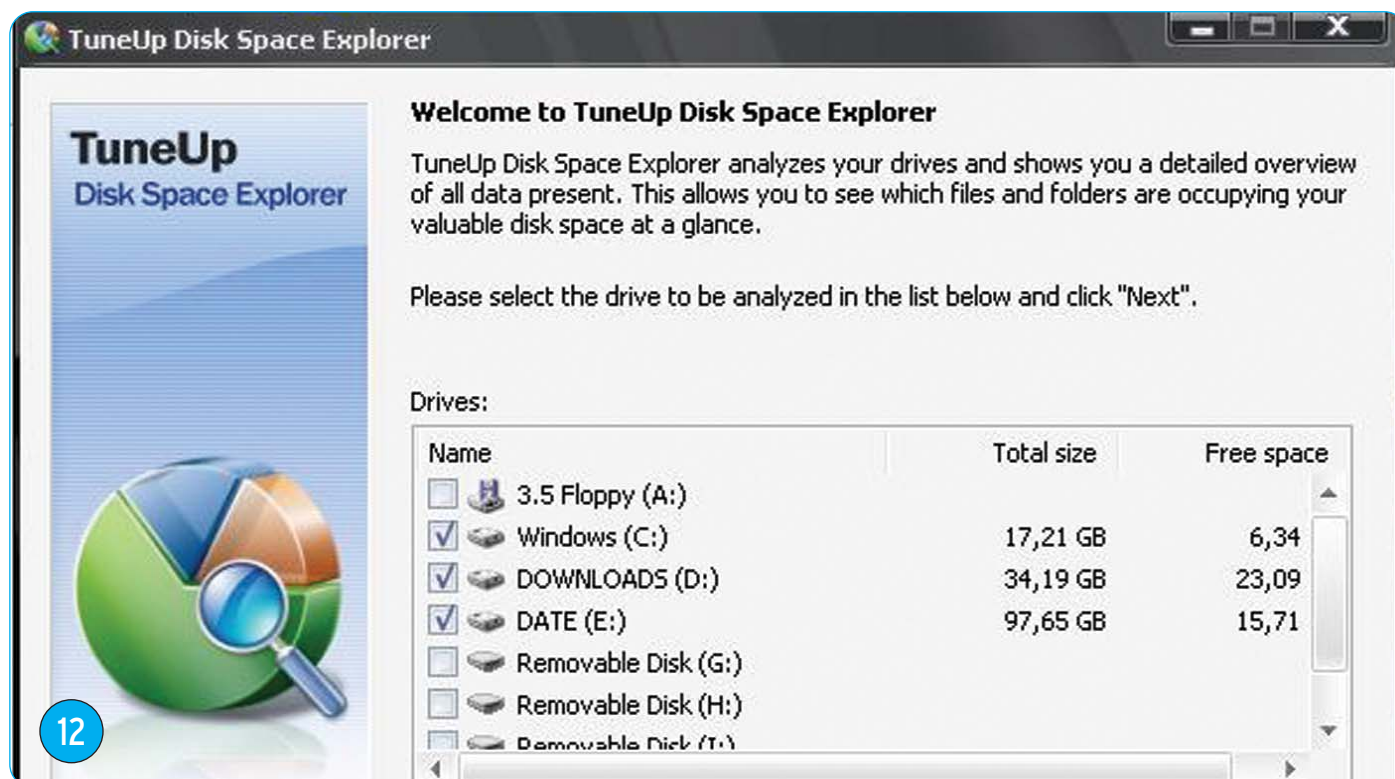 TuneUp Disk Space Explorer
TuneUp
Disk Space Explorer
Welcome to TuneUp Disk Space Explorer
TuneUp Disk Space Explorer analyzes your drives and shows you a detailed overview
of all data present. This allows you to see which files and folders are occupying your
valuable disk space at a glance.
Please select the drive to be analyzed in the list below and click "Next".
Drives:
Name Total size Free space
3.5 Floppy (A:)
Windows (C:) 17,21 GB 6,34
DOWNLOADS (D:) 34,19 GB 23,09
DATE (E:) 97,65 GB 15,71
Removable Disk (G:)
Removable Disk (H:)
Removable Disk (I:)
12